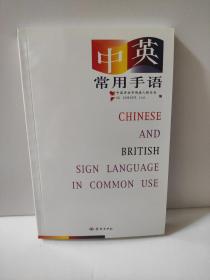 中英
常用手语
CHINESE
AND
BRITISH
SIGN LANGUAGE
IN COMMON USE